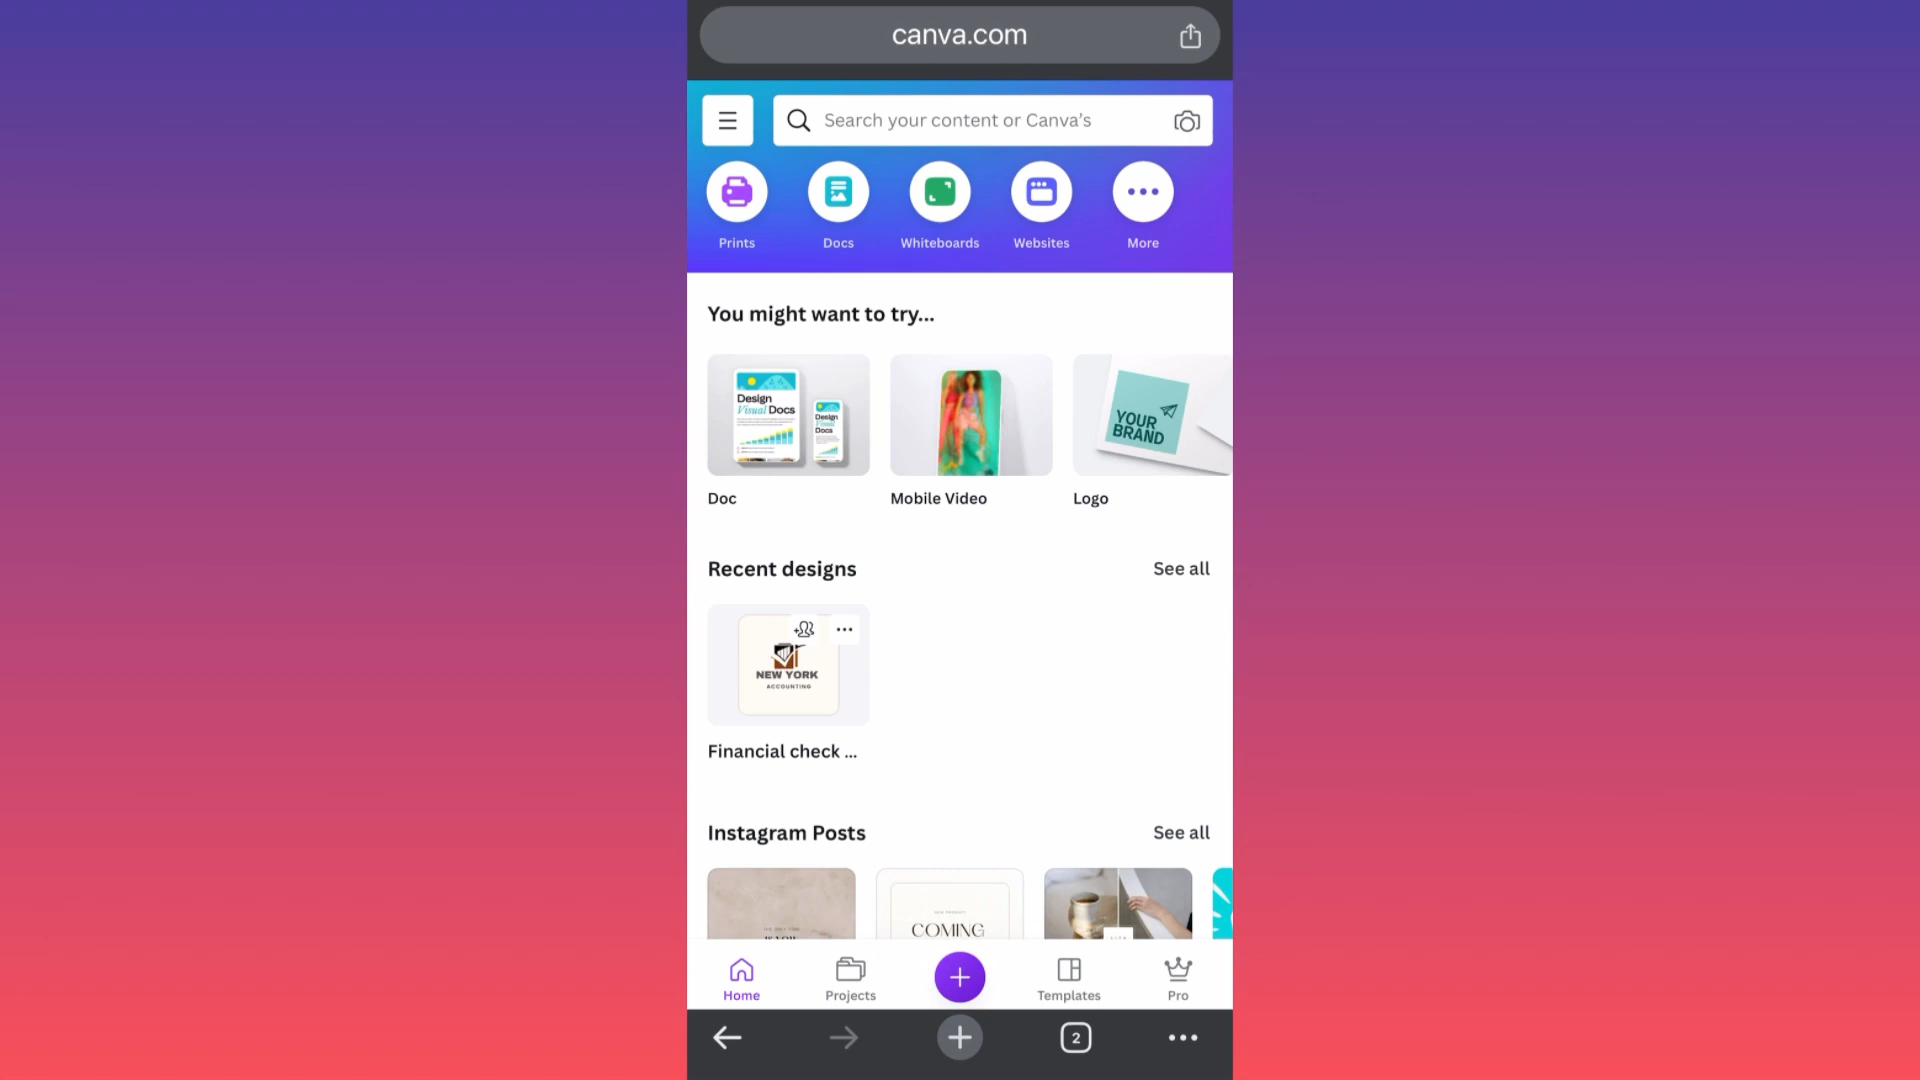 canva.com
Search your content or Canva's
Prints
Docs
Whiteboards
Websites
More
You might want to try...
Design
Visual Docs
Design
Visual
Docs
YOUR
BRAND
Doc
Mobile Video
Logo
Recent designs
See all
NEW YORK
ACCOUNTING
Financial check ...
Instagram Posts
See all
NEW PRODUCT
COMING
Home
Projects
Templates
Pro
2